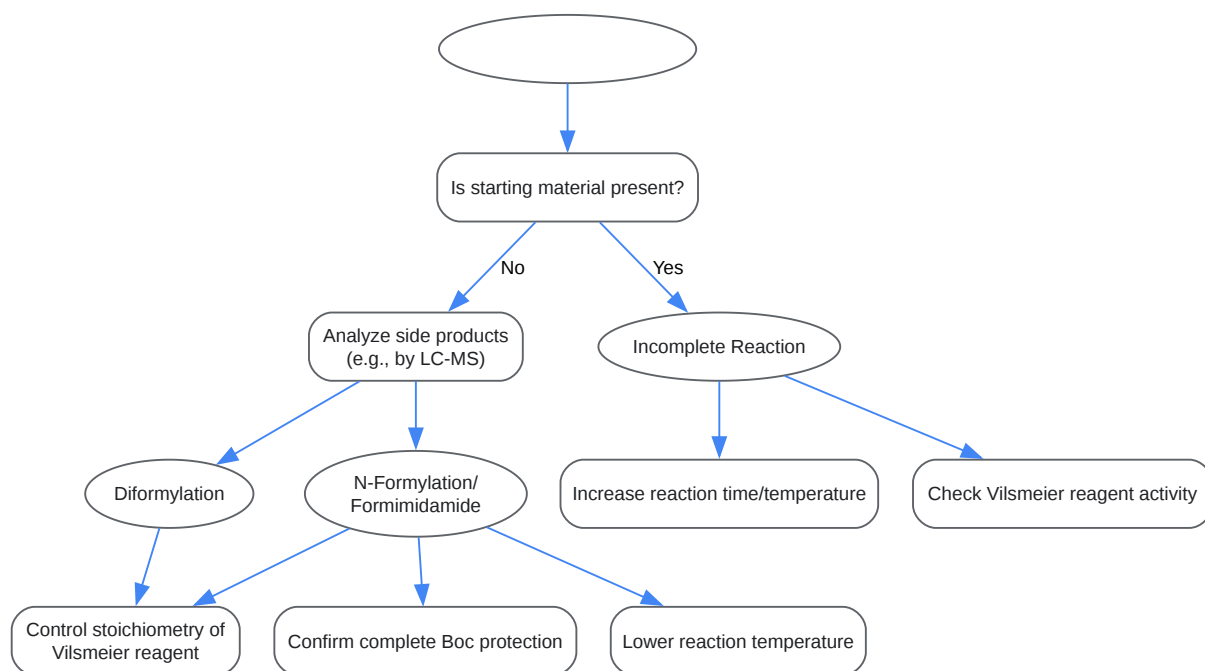 Is starting material present?
No
Yes
Analyze side products
(e.g., by LC-MS)
Incomplete Reaction
Diformylation
N-Formylation/
Formimidamide
Increase reaction time/temperature
Check Vilsmeier reagent activity
Control stoichiometry of
Vilsmeier reagent
Confirm complete Boc protection
Lower reaction temperature